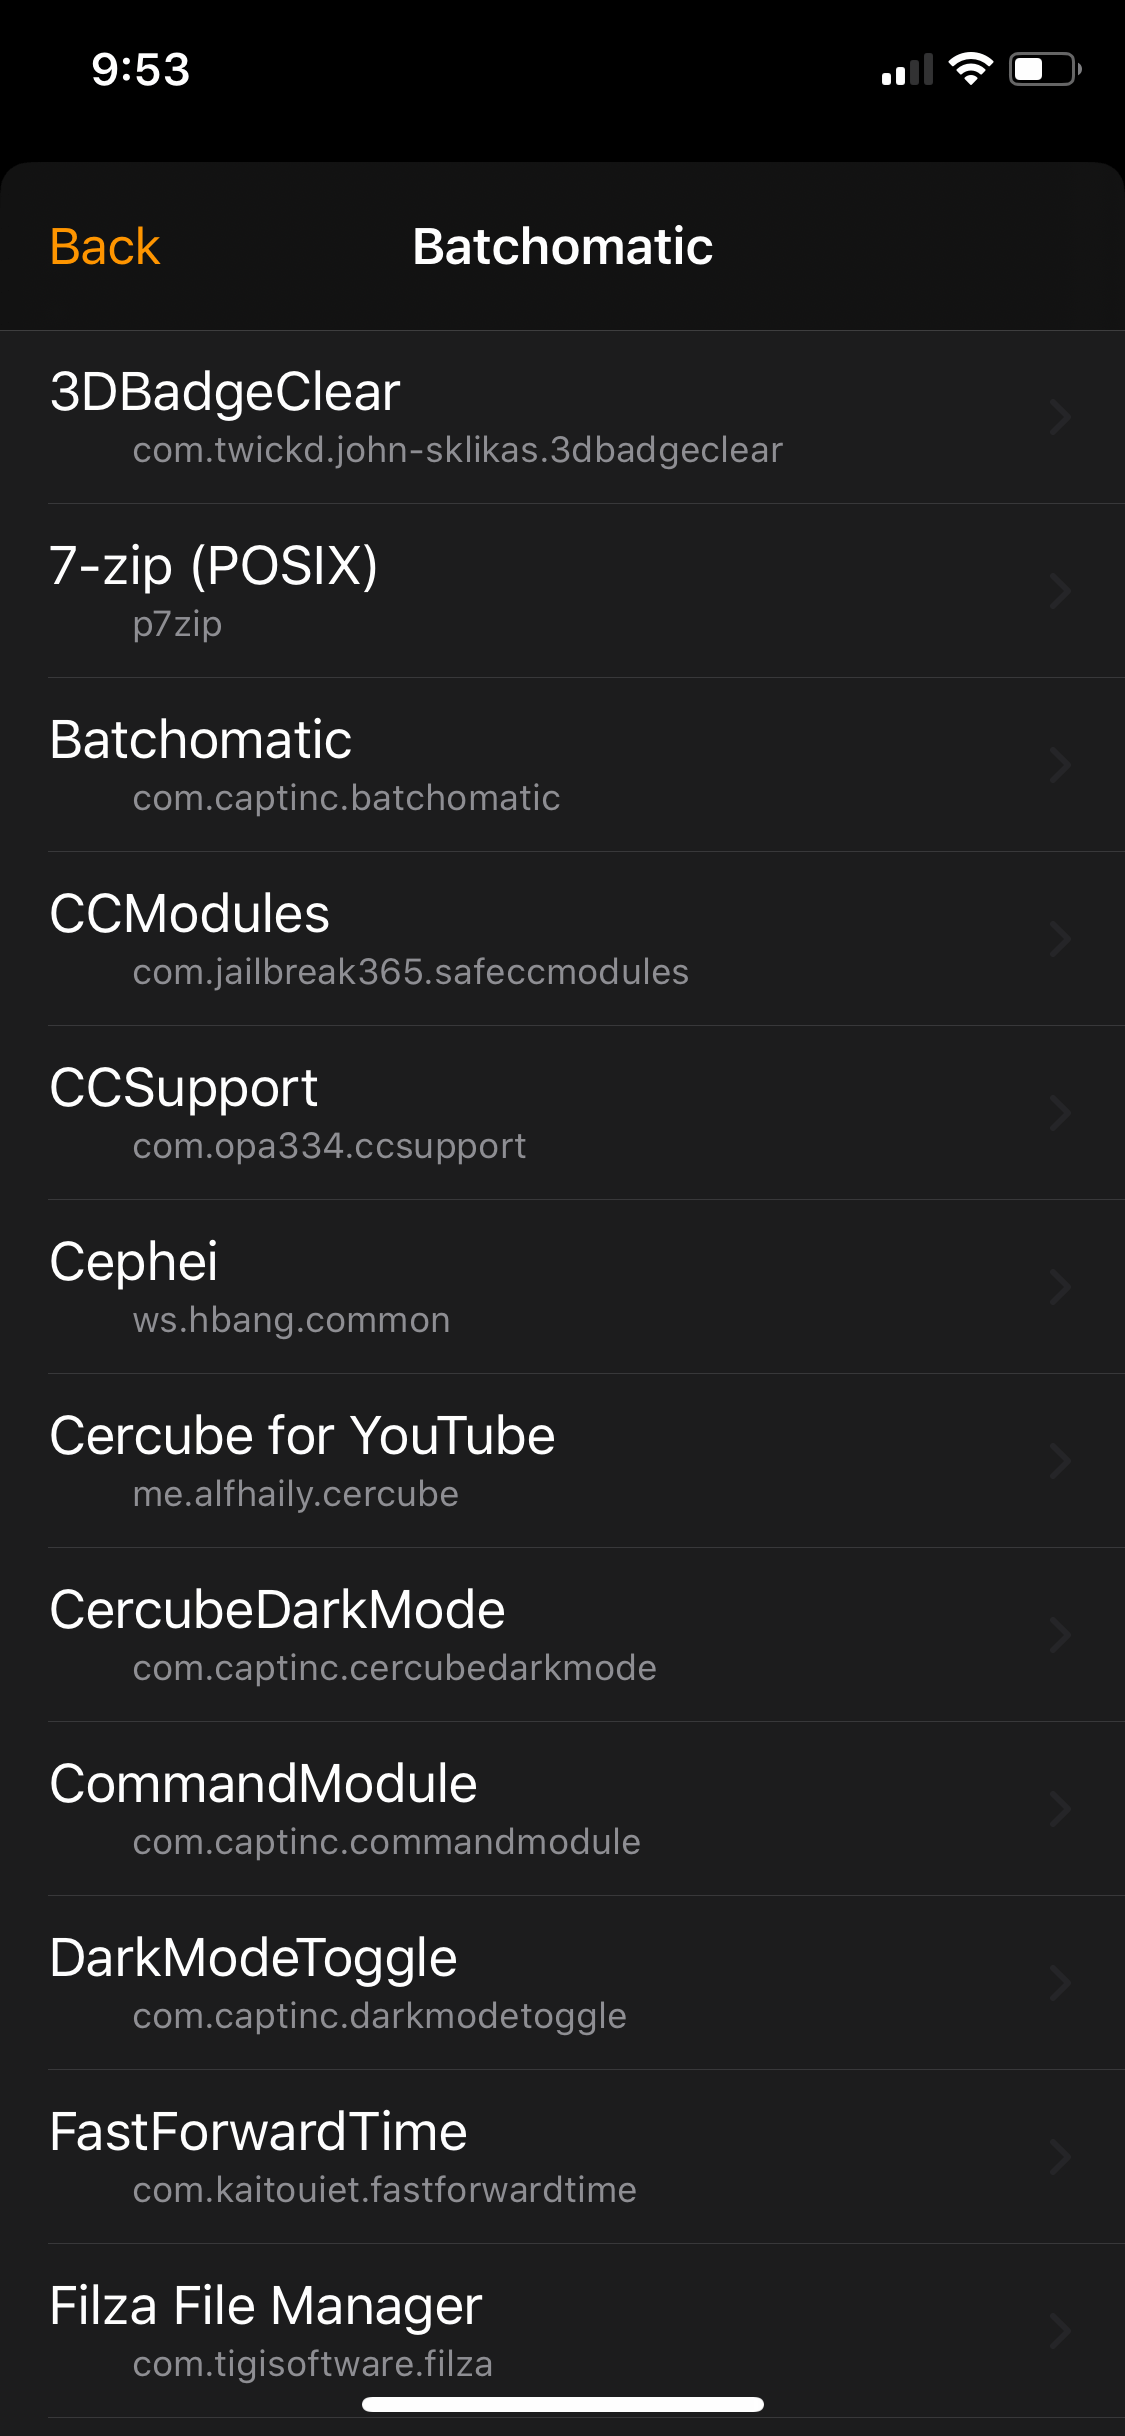 9:53
Back
Batchomatic
3DBadgeClear
com.twickd.john-sklikas.3dbadgeclear
7-zip (POSIX)
p7zip
Batchomatic
com.captinc.batchomatic
CCModules
com.jailbreak365.safeccmodules
CCSupport
com.opa334.ccsupport
Cephei
ws.hbang.common
Cercube for YouTube
me.alfhaily.cercube
CercubeDarkMode
com.captinc.cercubedarkmode
CommandModule
com.captinc.commandmodule
DarkModeToggle
com.captinc.darkmodetoggle
FastForwardTime
com.kaitouiet.fastforwardtime
Filza File Manager
com.tigisoftware.filza